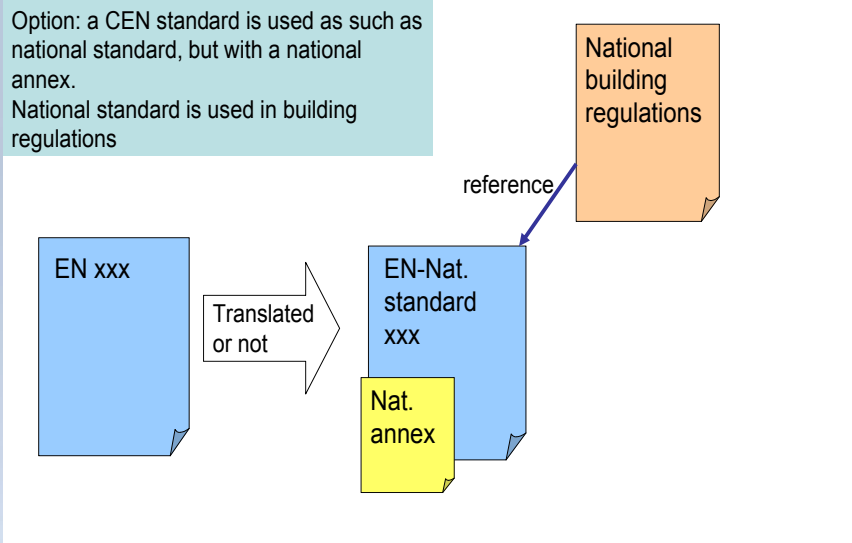 Option: a CEN standard is used as such as
national standard, but with a national
annex.
National standard is used in building
regulations
National
building
regulations
reference
EN xxx
Translated
or not
EN-Nat.
standard
xxx
Nat.
annex